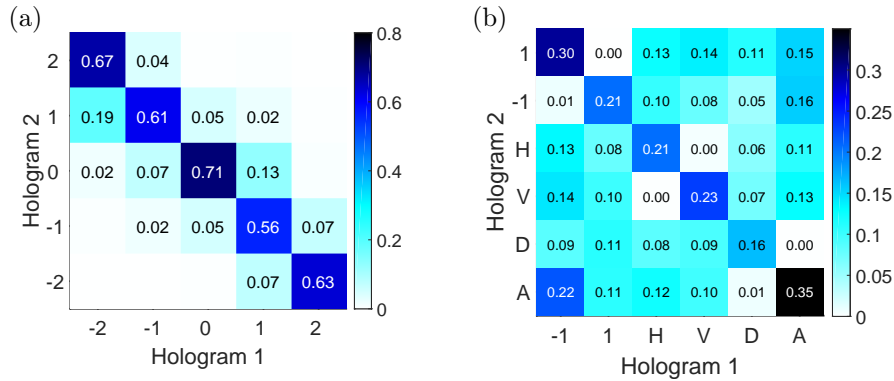 (a)
Hologram 2
2 0.67 0.04
1 0.19 0.61 0.05 0.02
0 0.02 0.07 0.71 0.13
-1 0.02 0.05 0.56 0.07
-2 0.07 0.63
-2 -1 0 1 2
Hologram 1
0.8
0.6
0.4
0.2
0
(b)
Hologram 2
1 0.30 0.00 0.13 0.14 0.11 0.15
-1 0.01 0.21 0.10 0.08 0.05 0.16
H 0.13 0.08 0.21 0.00 0.06 0.11
V 0.14 0.10 0.00 0.23 0.07 0.13
D 0.09 0.11 0.08 0.09 0.16 0.00
A 0.22 0.11 0.12 0.10 0.01 0.35
-1 1 H V D A
Hologram 1
0.3
0.25
0.2
0.15
0.1
0.05
0